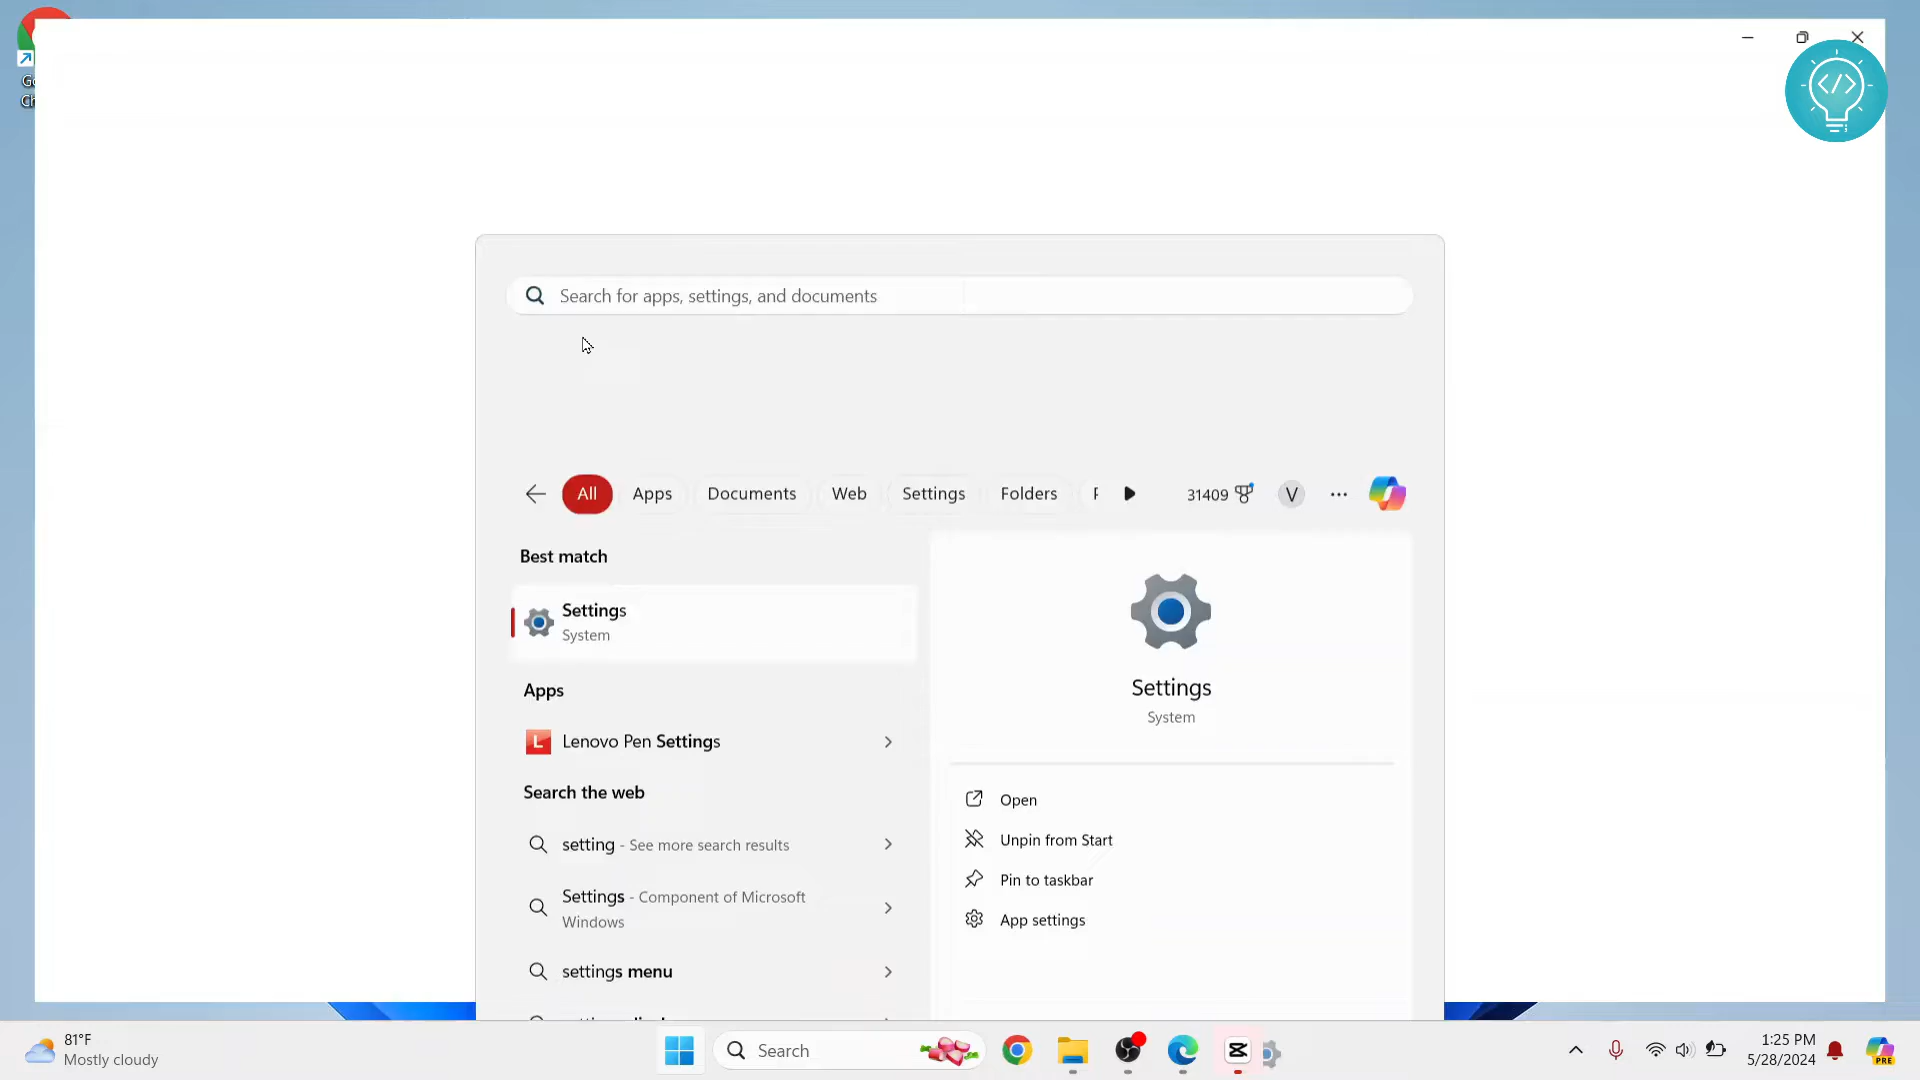 Go
Ch
</>
Search for apps, settings, and documents
All
Apps
Documents
Web
Settings
Folders
31409
V
Best match
Settings
System
Apps
L
Lenovo Pen Settings
Search the web
setting - See more search results
Settings - Component of Microsoft
Windows
settings menu
Settings
System
Open
Unpin from Start
Pin to taskbar
App settings
81°F
Mostly cloudy
Search
1:25 PM
5/28/2024
PRE